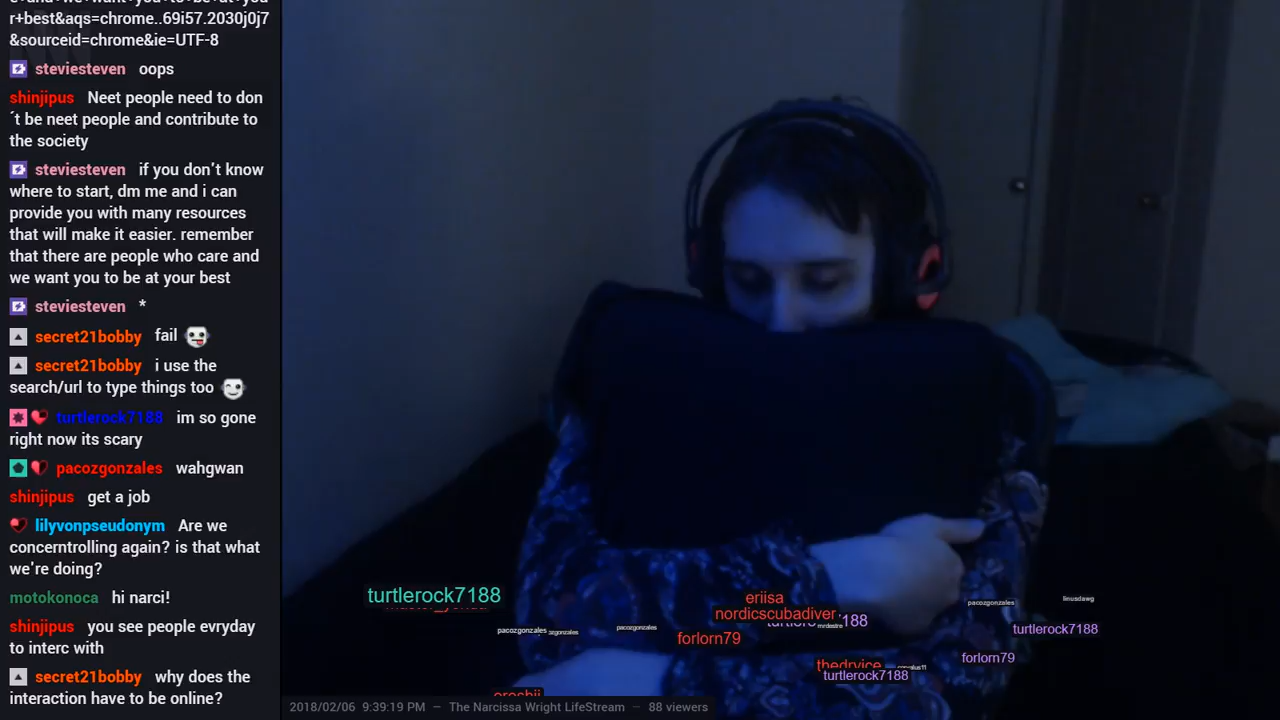 r+best&aqs=chrome..69i57.2030j0j7
&sourceid=chrome&ie=UTF-8
steviesteven oops
shinjipus Neet people need to don
´t be neet people and contribute to
the society
steviesteven if you don't know
where to start, dm me and i can
provide you with many resources
that will make it easier. remember
that there are people who care and
we want you to be at your best
steviesteven *
secret21bobby fail
secret21bobby i use the
search/url to type things too
turtlerock7188 im so gone
right now its scary
pacozgonzales wahgwan
shinjipus get a job
lilyvonpseudonym Are we
concerntrolling again? is that what
we're doing?
motokonoca hi narci!
shinjipus you see people evryday
to interc with
secret21bobby why does the
interaction have to be online?
turtlerock7188
eriisa
nordicscubadiver
188
pacozgonzales
linusdawg
pacozgonzales
pacozgonzales
forlorn79
turtlerock7188
forlorn79
thedrvice
turtlerock7188
2018/02/06 9:39:19 PM — The Narcissa Wright LifeStream — 88 viewers